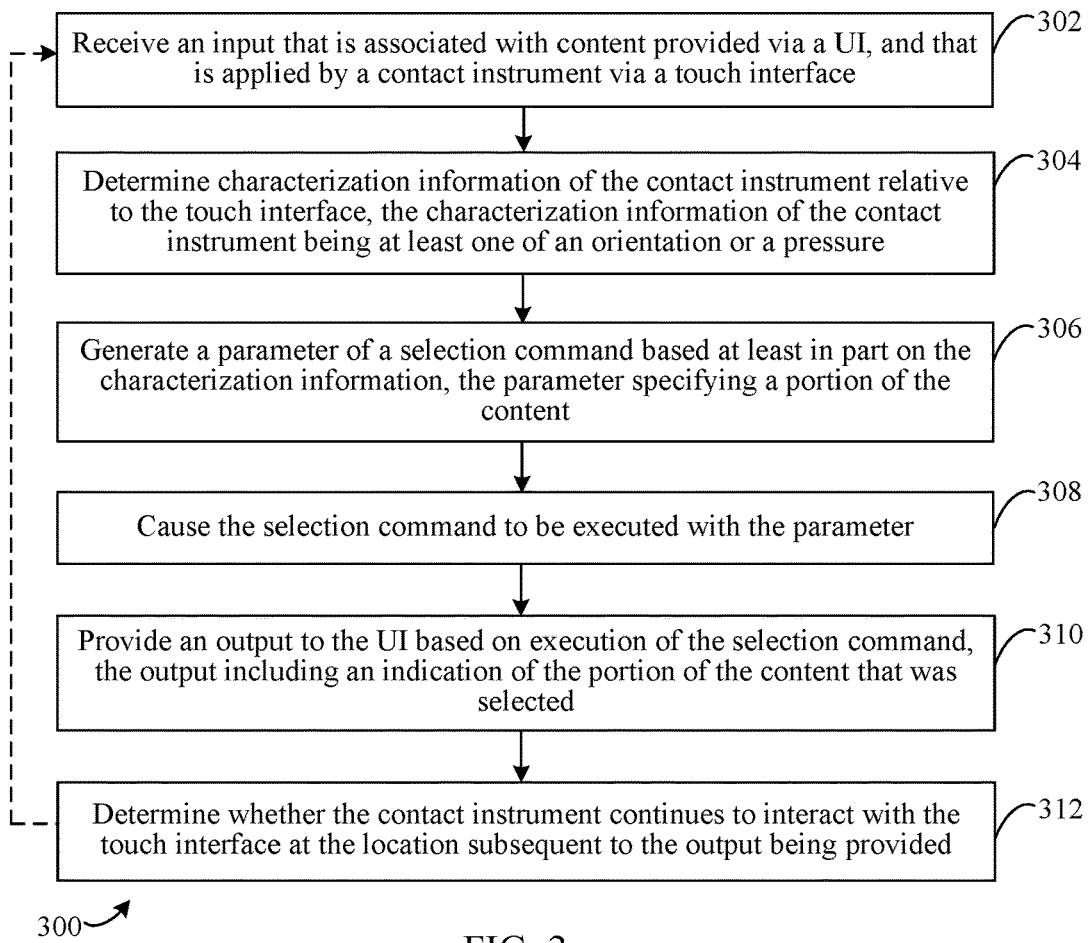 Receive an input that is associated with content provided via a UI, and that
is applied by a contact instrument via a touch interface
302
Determine characterization information of the contact instrument relative
to the touch interface, the characterization information of the contact
instrument being at least one of an orientation or a pressure
304
Generate a parameter of a selection command based at least in part on the
characterization information, the parameter specifying a portion of the
content
306
Cause the selection command to be executed with the parameter
308
Provide an output to the UI based on execution of the selection command,
the output including an indication of the portion of the content that was
selected
310
Determine whether the contact instrument continues to interact with the
touch interface at the location subsequent to the output being provided
312
300